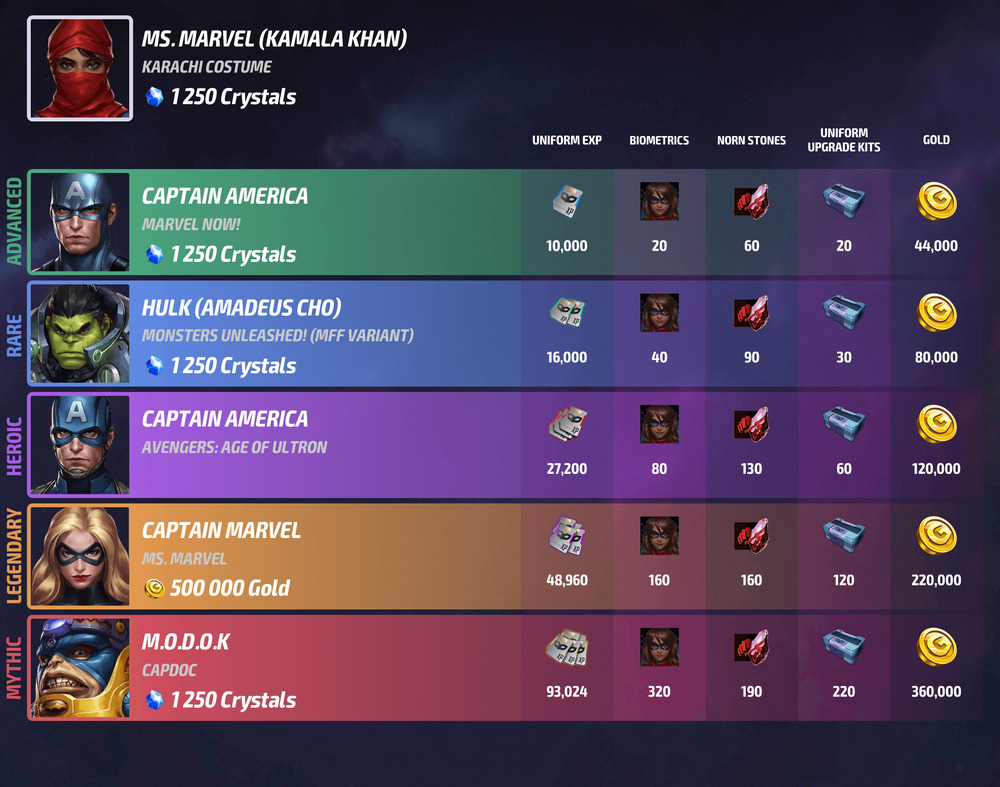 MS. MARVEL (KAMALA KHAN)
KARACHI COSTUME
1 250 Crystals
UNIFORM EXP
BIOMETRICS
NORN STONES
UNIFORM
UPGRADE KITS
GOLD
ADVANCED
CAPTAIN AMERICA
MARVEL NOW!
1 250 Crystals
10,000
20
60
20
44,000
RARE
HULK (AMADEUS CHO)
MONSTERS UNLEASHED! (MFF VARIANT)
1 250 Crystals
16,000
40
90
30
80,000
HEROIC
CAPTAIN AMERICA
AVENGERS: AGE OF ULTRON
27,200
80
130
60
120,000
LEGENDARY
CAPTAIN MARVEL
MS. MARVEL
500 000 Gold
48,960
160
160
120
220,000
MYTHIC
M.O.D.O.K
CAPDOC
1 250 Crystals
93,024
320
190
220
360,000